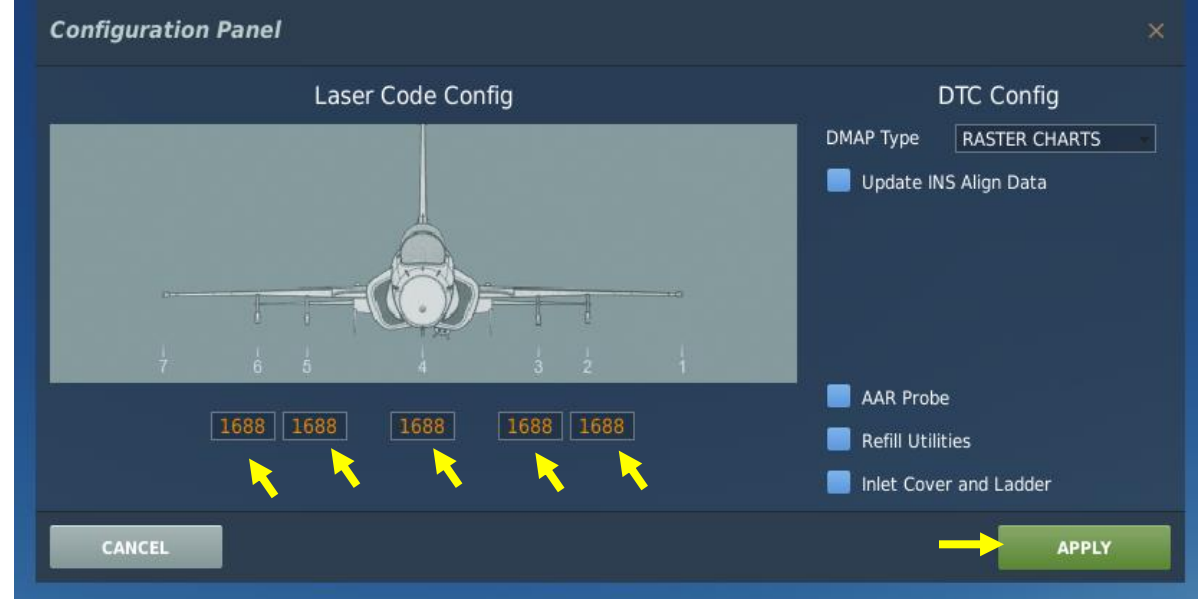 Configuration Panel ×
Laser Code Config
DTC Config
DMAP Type RASTER CHARTS
Update INS Align Data
7 6 5 4 3 2 1
1688 1688 1688 1688 1688
AAR Probe
Refill Utilities
Inlet Cover and Ladder
CANCEL
APPLY